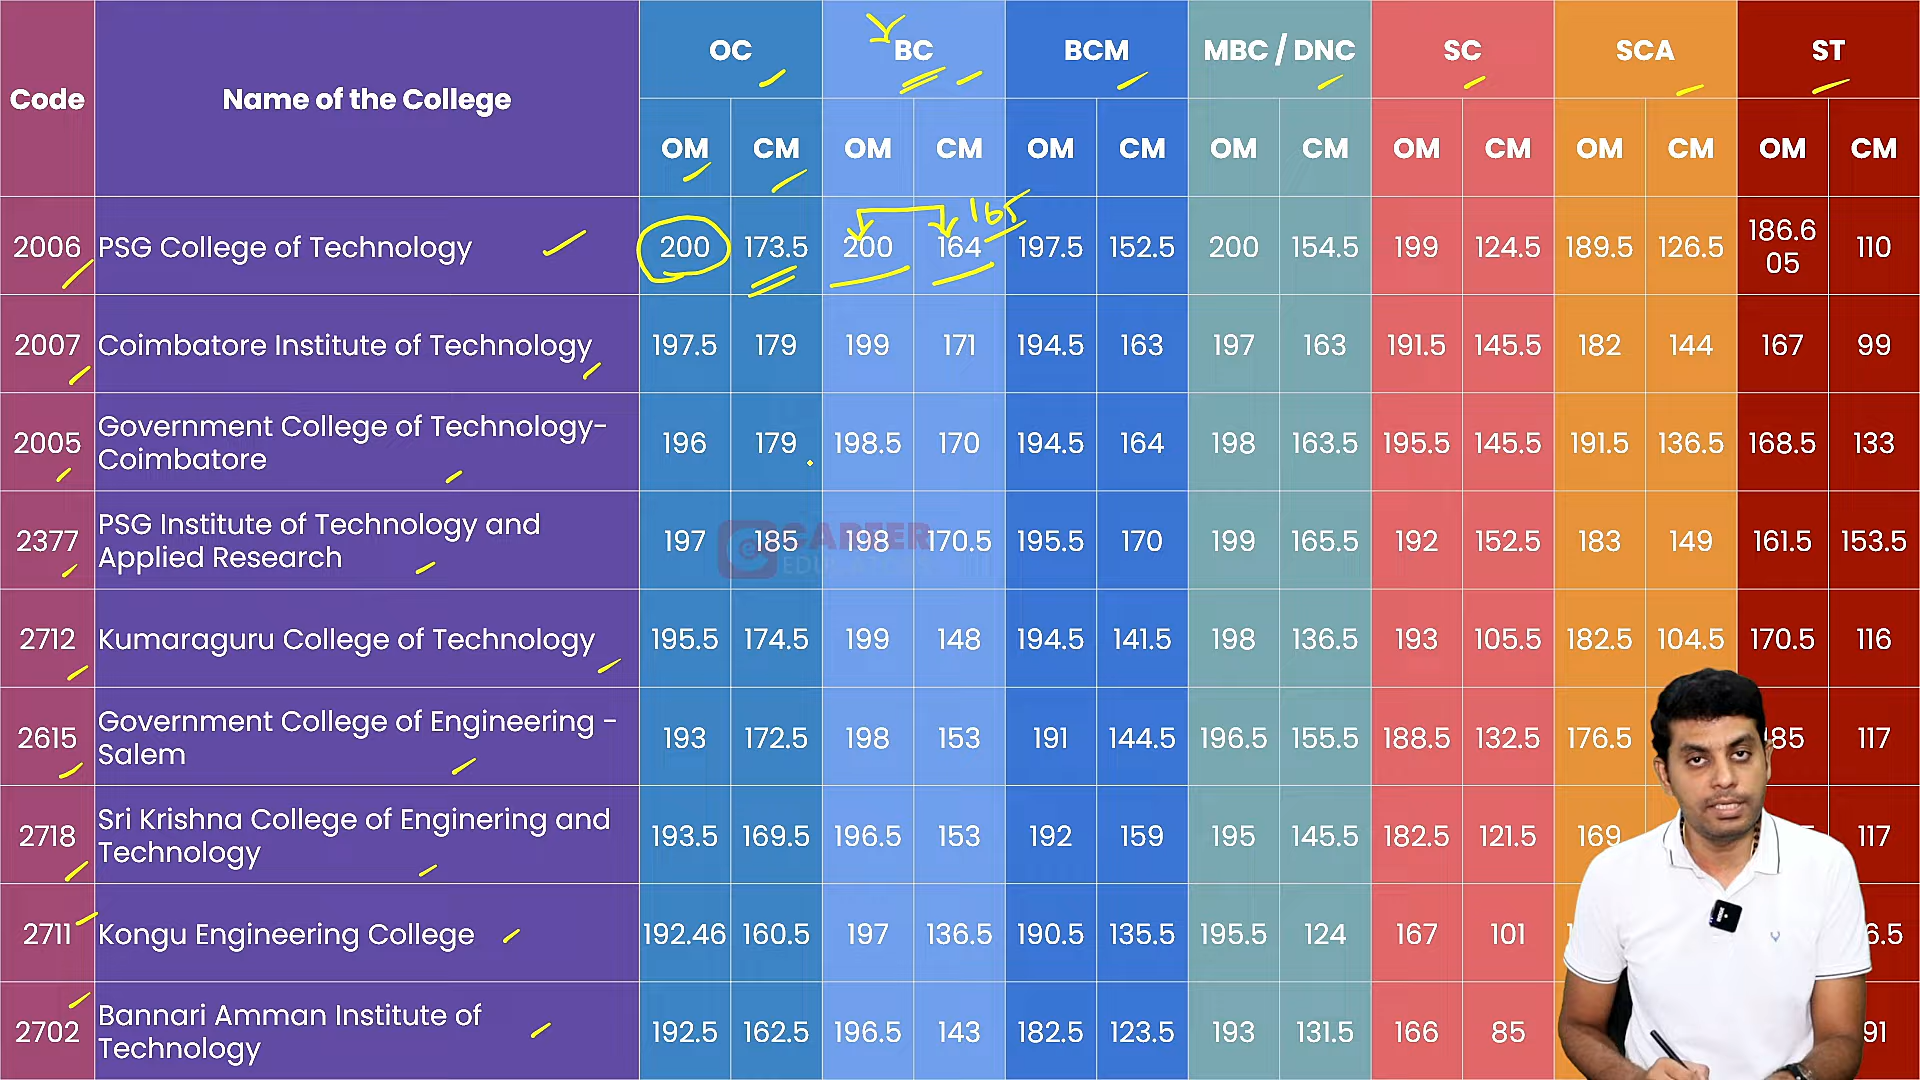 Code Name of the College OC BC BCM MBC / DNC SC SCA ST
OM CM OM CM OM CM OM CM OM CM OM CM OM CM
165
2006 PSG College of Technology 200 173.5 200 164 197.5 152.5 200 154.5 199 124.5 189.5 126.5 186.6
05 110
2007 Coimbatore Institute of Technology 197.5 179 199 171 194.5 163 197 163 191.5 145.5 182 144 167 99
2005 Government College of Technology-
Coimbatore 196 179 198.5 170 194.5 164 198 163.5 195.5 145.5 191.5 136.5 168.5 133
2377 PSG Institute of Technology and
Applied Research 197 185 198 170.5 195.5 170 199 165.5 192 152.5 183 149 161.5 153.5
CAREER
2712 Kumaraguru College of Technology 195.5 174.5 199 148 194.5 141.5 198 136.5 193 105.5 182.5 104.5 170.5 116
2615 Government College of Engineering -
Salem 193 172.5 198 153 191 144.5 196.5 155.5 188.5 132.5 176.5 117
2718 Sri Krishna College of Enginering and
Technology 193.5 169.5 196.5 153 192 159 195 145.5 182.5 121.5 169 117
2711 Kongu Engineering College 192.46 160.5 197 136.5 190.5 135.5 195.5 124 167 101
2702 Bannari Amman Institute of
Technology 192.5 162.5 196.5 143 182.5 123.5 193 131.5 166 85 91